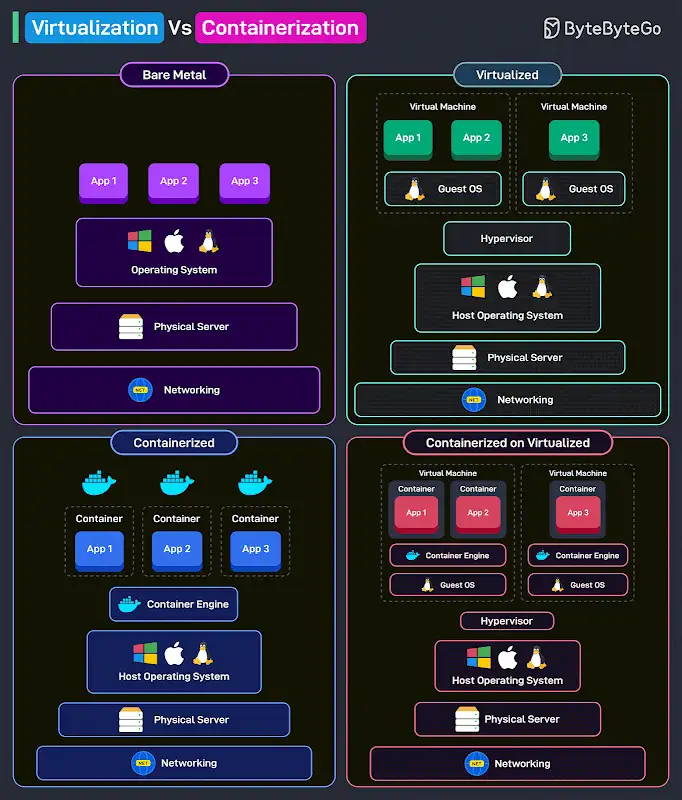 Virtualization Vs Containerization
ByteByteGo
Bare Metal
App 1 App 2 App 3
Operating System
Physical Server
NET Networking
Virtualized
Virtual Machine Virtual Machine
App 1 App 2 App 3
Guest OS Guest OS
Hypervisor
Host Operating System
Physical Server
NET Networking
Containerized
Container Container Container
App 1 App 2 App 3
Container Engine
Host Operating System
Physical Server
NET Networking
Containerized on Virtualized
Virtual Machine Virtual Machine
Container Container Container
App 1 App 2 App 3
Container Engine Container Engine
Guest OS Guest OS
Hypervisor
Host Operating System
Physical Server
NET Networking